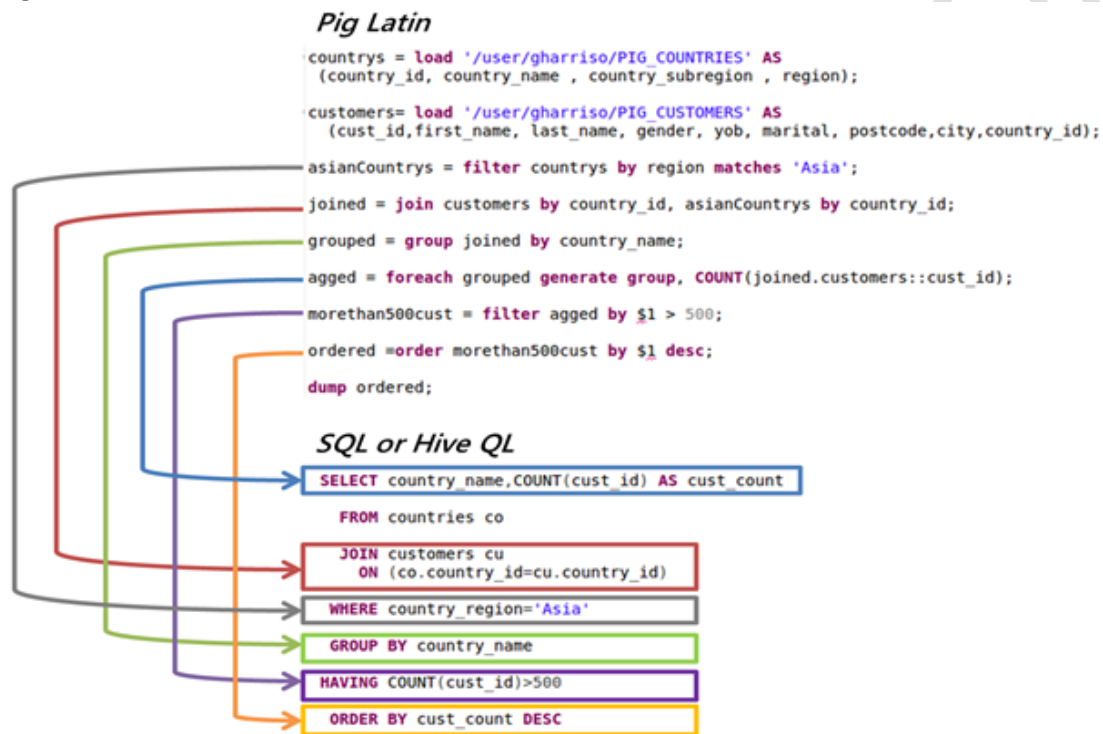 Pig Latin
countrys = load '/user/gharriso/PIG_COUNTRIES' AS
(country_id, country_name , country_subregion , region);
customers= load '/user/gharriso/PIG_CUSTOMERS' AS
(cust_id,first_name, last_name, gender, yob, marital, postcode,city,country_id);
asianCountrys = filter countrys by region matches 'Asia';
joined = join customers by country_id, asianCountrys by country_id;
grouped = group joined by country_name;
agged = foreach grouped generate group, COUNT(joined.customers::cust_id);
morethan500cust = filter agged by $1 > 500;
ordered =order morethan500cust by $1 desc;
dump ordered;
SQL or Hive QL
SELECT country_name,COUNT(cust_id) AS cust_count
FROM countries co
JOIN customers cu
ON (co.country_id=cu.country_id)
WHERE country_region='Asia'
GROUP BY country_name
HAVING COUNT(cust_id)>500
ORDER BY cust_count DESC